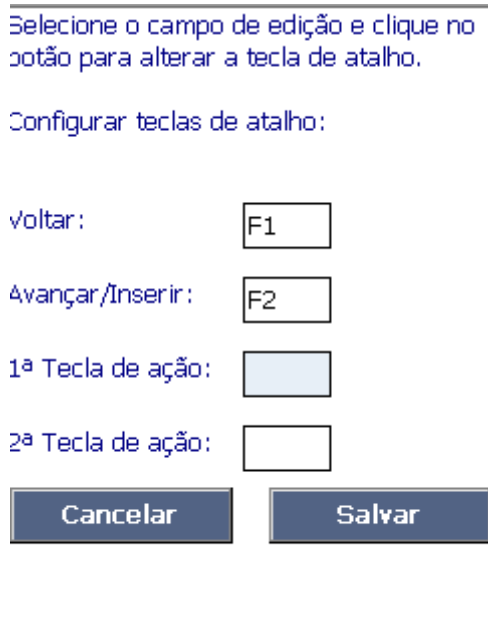 Selecione o campo de edição e clique no
botão para alterar a tecla de atalho.
Configurar teclas de atalho:
Voltar: F1
Avançar/Inserir: F2
1ª Tecla de ação:
2ª Tecla de ação:
Cancelar Salvar